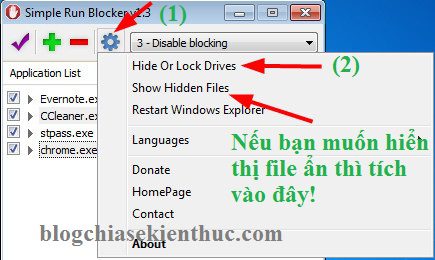 Simple Run Blocker v1.3
(1)
3 - Disable blocking
Application List
Evernote.exe
CCleaner.exe
stpass.exe
chrome.exe
Hide Or Lock Drives
(2)
Show Hidden Files
Restart Windows Explorer
Languages
Donate
HomePage
Contact
About
Nếu bạn muốn hiển
thị file ẩn thì tích
vào đây!
blogchiasekienthuc.com